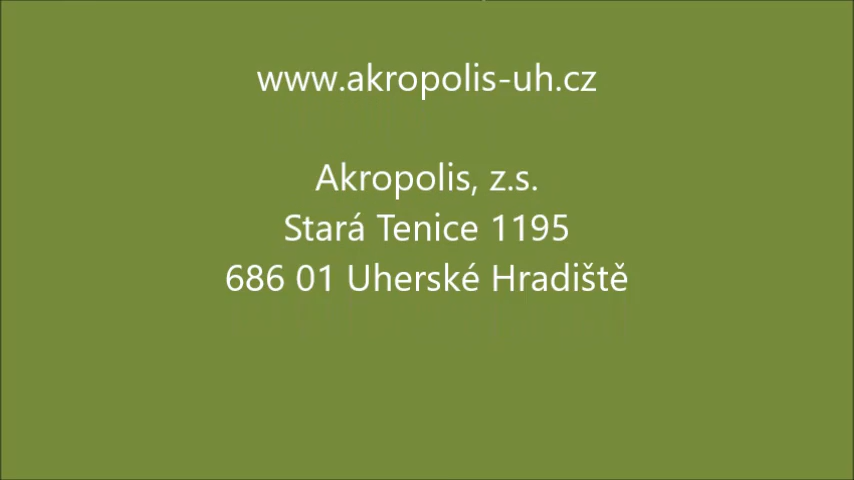 www.akropolis-uh.cz
Akropolis, z.s.
Stará Tenice 1195
686 01 Uherské Hradiště